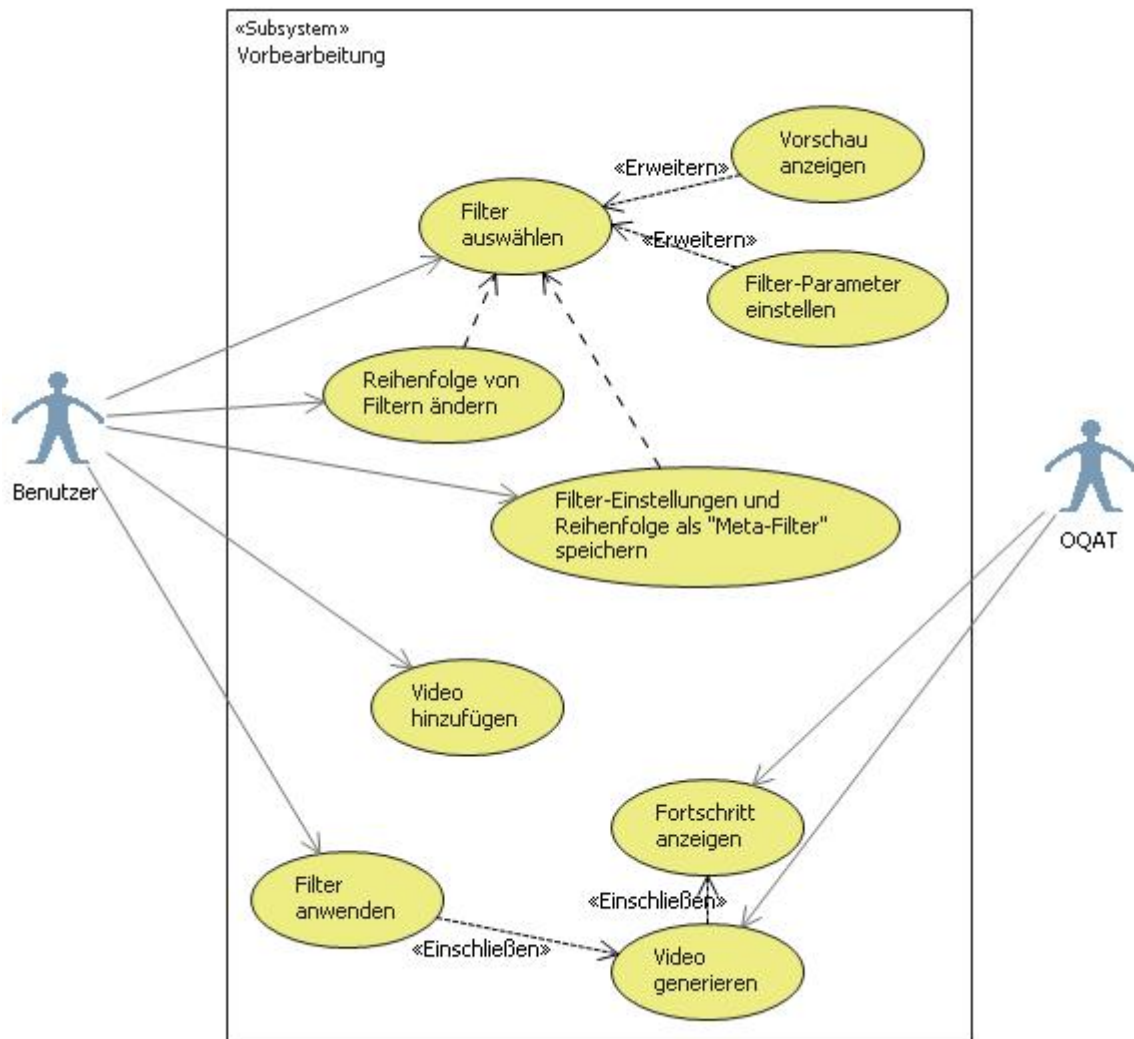 «Subsystem»
Vorbearbeitung
Vorschau
anzeigen
«Erweitern»
Filter
auswählen
«Erweitern»
Filter-Parameter
einstellen
Reihenfolge von
Filtern ändern
Benutzer
Filter-Einstellungen und
Reihenfolge als "Meta-Filter"
speichern
OQAT
Video
hinzufügen
Fortschritt
anzeigen
Filter
anwenden
«Einschließen»
«Einschließen»
Video
generieren